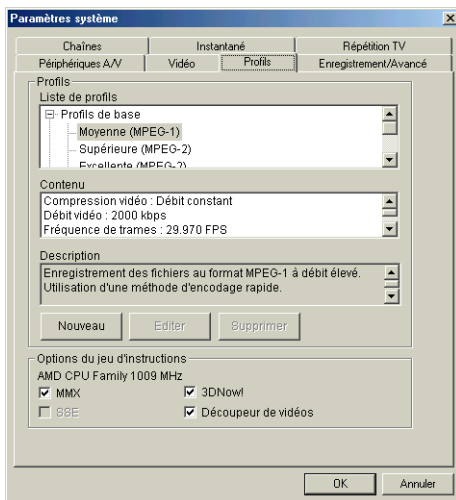 Paramètres système
Chaînes
Instantané
Répétition TV
Périphériques A/V
Vidéo
Profils
Enregistrement/Avancé
Profils
Liste de profils
Profils de base
Moyenne (MPEG-1)
Supérieure (MPEG-2)
Excellente (MPEG-2)
Contenu
Compression vidéo : Débit constant
Débit vidéo : 2000 kbps
Fréquence de trames : 29.970 FPS
Description
Enregistrement des fichiers au format MPEG-1 à débit élevé.
Utilisation d'une méthode d'encodage rapide.
Nouveau
Editer
Supprimer
Options du jeu d'instructions
AMD CPU Family 1009 MHz
MMX
3DNow!
SSE
Découpeur de vidéos
OK
Annuler